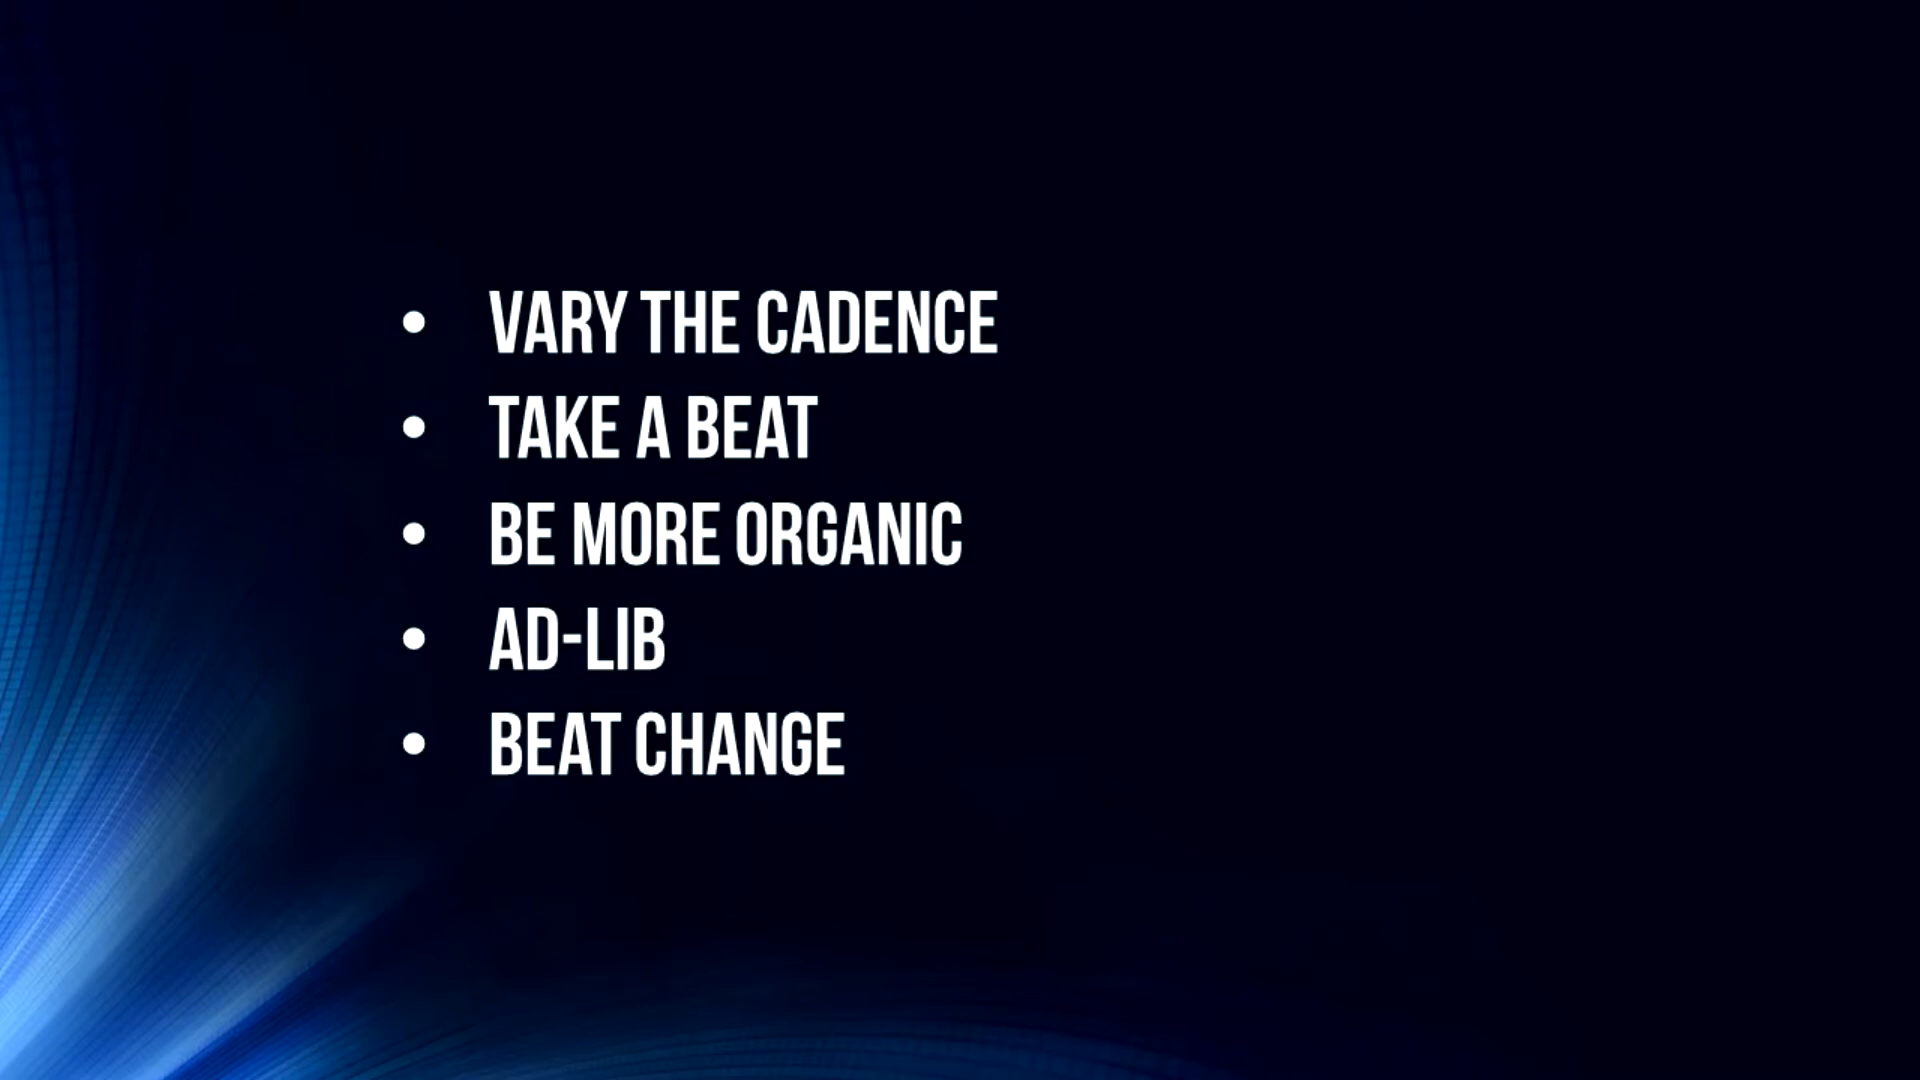 • VARY THE CADENCE
• TAKE A BEAT
• BE MORE ORGANIC
• AD-LIB
• BEAT CHANGE